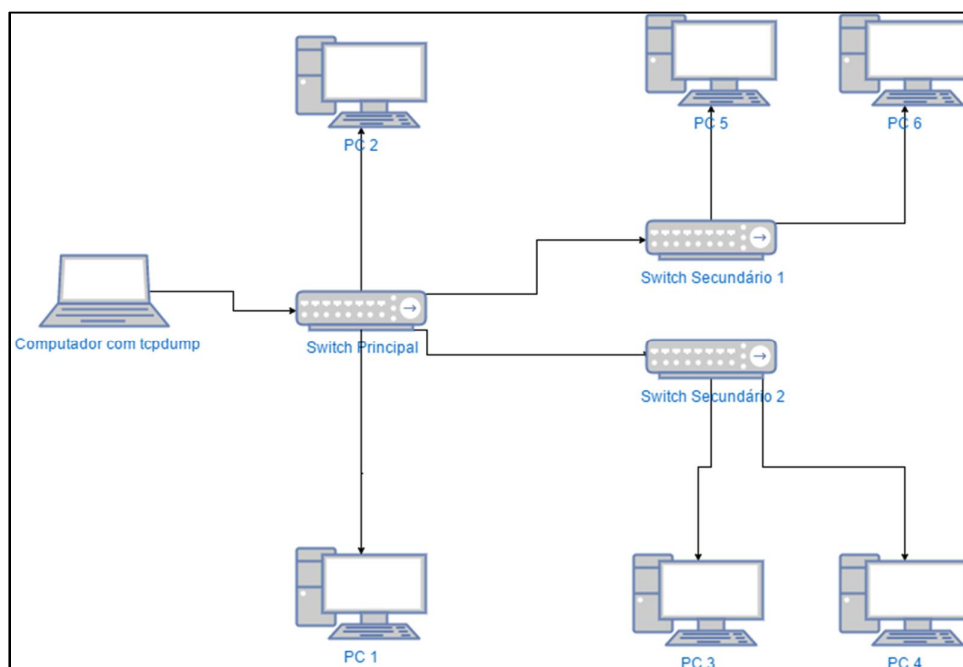 PC 2
PC 5
PC 6
Switch Secundário 1
Computador com tcpdump
Switch Principal
Switch Secundário 2
PC 1
PC 3
PC 4